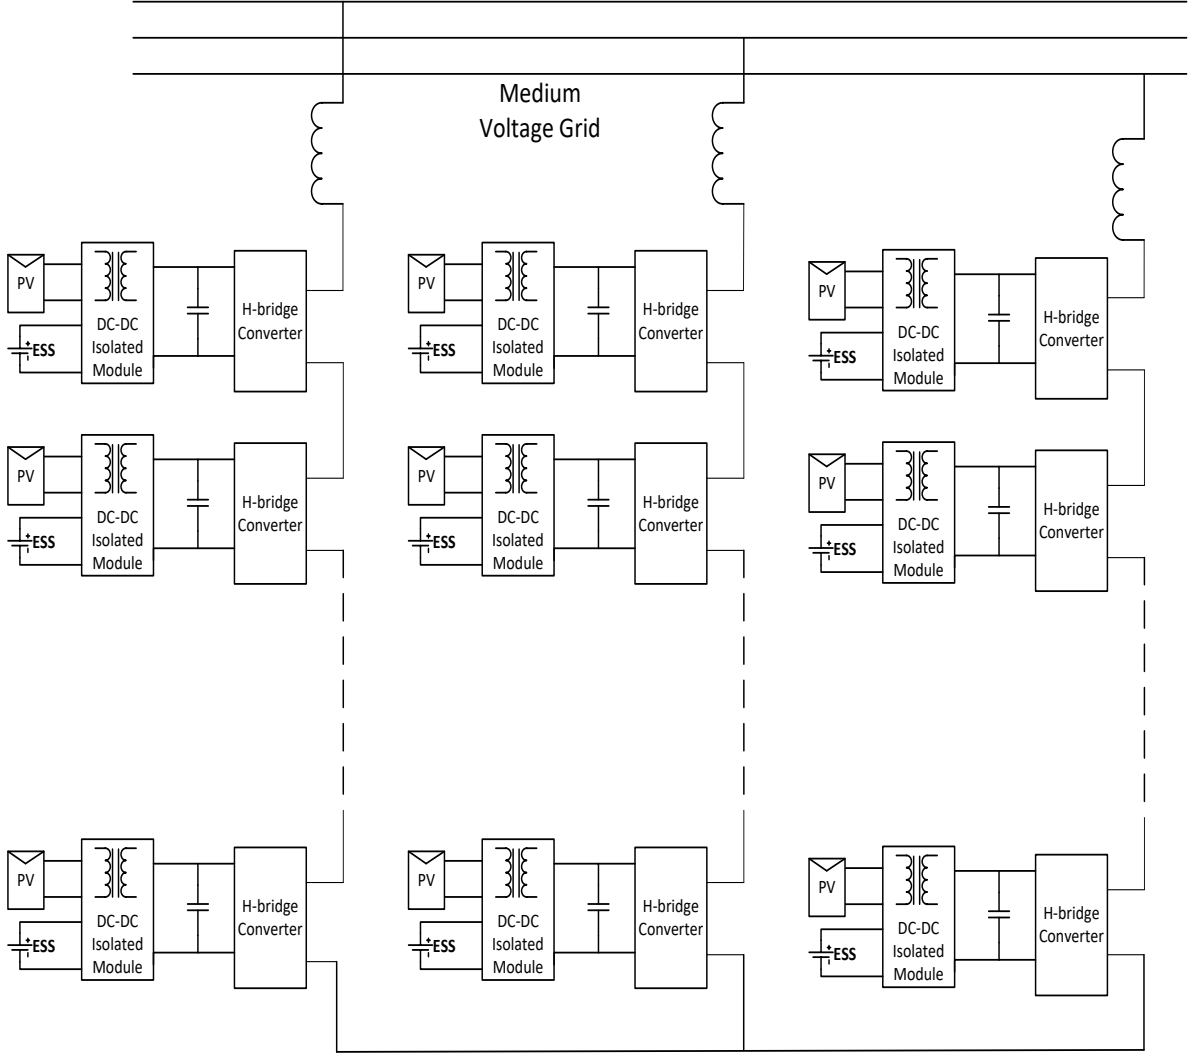 Medium
Voltage Grid
PV
ESS
DC-DC
Isolated
Module
H-bridge
Converter
PV
ESS
DC-DC
Isolated
Module
H-bridge
Converter
PV
ESS
DC-DC
Isolated
Module
H-bridge
Converter
PV
ESS
DC-DC
Isolated
Module
H-bridge
Converter
PV
ESS
DC-DC
Isolated
Module
H-bridge
Converter
PV
ESS
DC-DC
Isolated
Module
H-bridge
Converter
PV
ESS
DC-DC
Isolated
Module
H-bridge
Converter
PV
ESS
DC-DC
Isolated
Module
H-bridge
Converter
PV
ESS
DC-DC
Isolated
Module
H-bridge
Converter